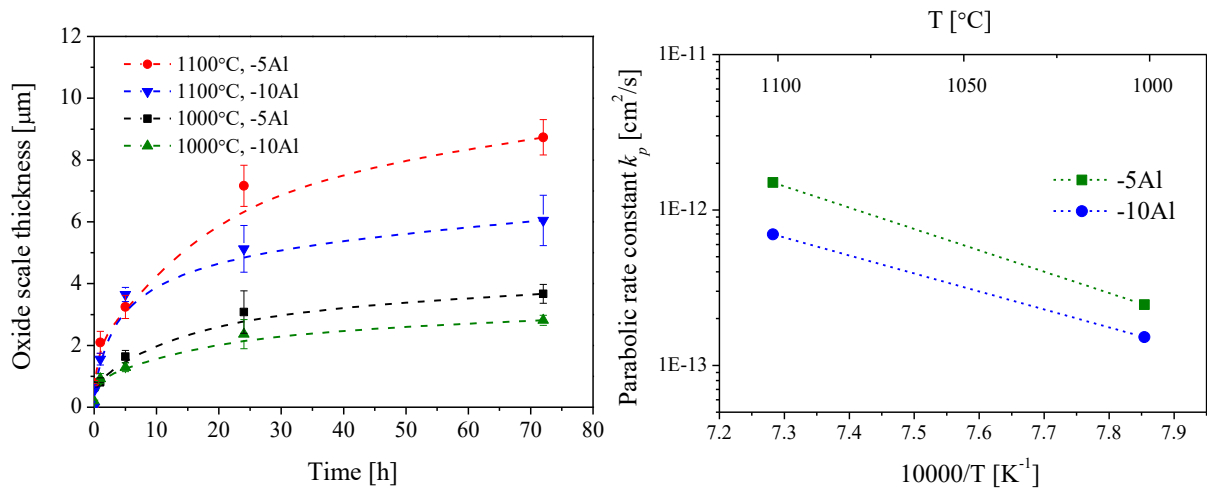 12
10
8
6
4
2
0
0 10 20 30 40 50 60 70 80
Oxide scale thickness [µm]
Time [h]
1100°C, -5Al
1100°C, -10Al
1000°C, -5Al
1000°C, -10Al
T [°C]
1100 1050 1000
1E-11
1E-12
1E-13
Parabolic rate constant kp [cm²/s]
-5Al
-10Al
7.2 7.3 7.4 7.5 7.6 7.7 7.8 7.9
10000/T [K⁻¹]